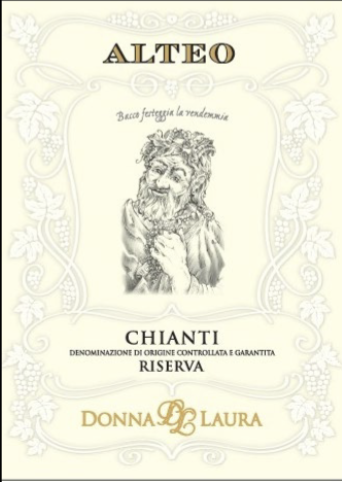 ALTEO
Bacco festeggia la vendemmia
CHIANTI
DENOMINAZIONE DI ORIGINE CONTROLLATA E GARANTITA
RISERVA
DONNA DL LAURA